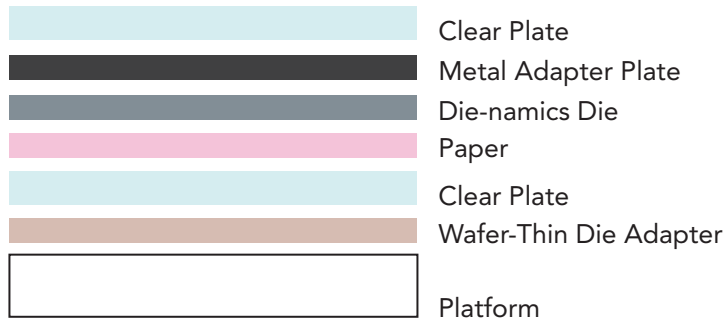 Clear Plate
Metal Adapter Plate
Die-namics Die
Paper
Clear Plate
Wafer-Thin Die Adapter
Platform